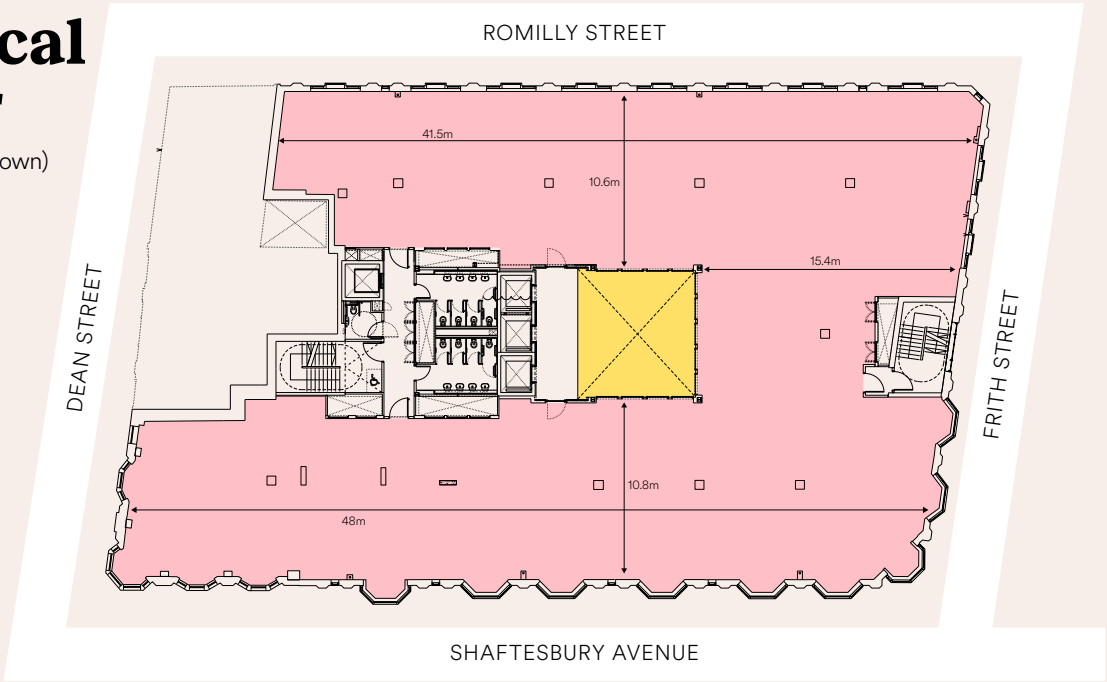 cal
own)
ROMILLY STREET
41.5m
10.6m
15.4m
DEAN STREET
FRITH STREET
10.8m
48m
SHAFTESBURY AVENUE